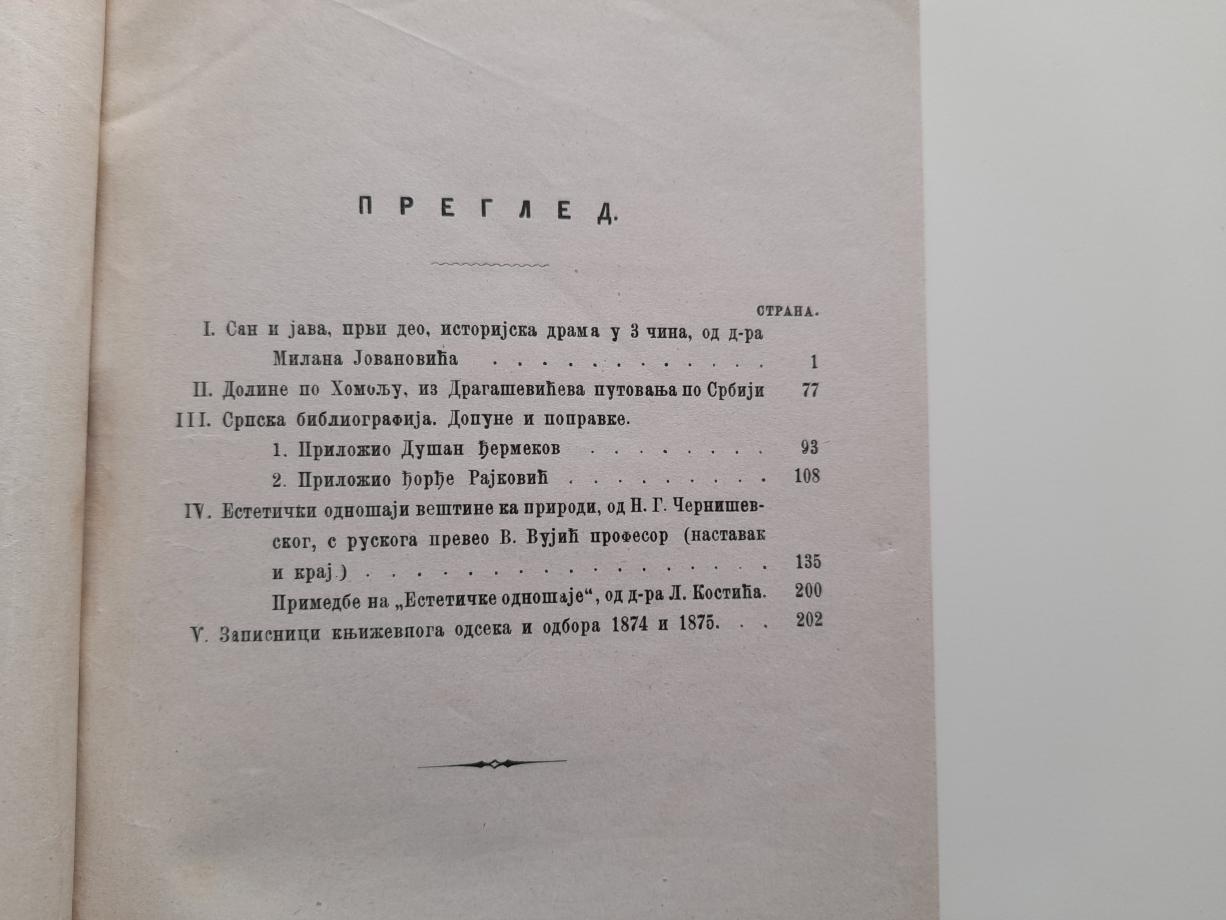 ПРЕГЛЕД.
СТРАНА.
I. Сан и јава, први део, историјска драма у 3 чина, од д-ра
Милана Јовановића . . . . . . . . . . . . 1
II. Долине по Хомољу, из Драгашевићева путовања по Србији 77
III. Српска библиографија. Допуне и поправке.
1. Приложио Душан Ђермеков . . . . . . . . 93
2. Приложио Ђорђе Рајковић . . . . . . . . . 108
IV. Естетички одношаји вештине ка природи, од Н. Г. Чернишев-
ског, с рускога превео В. Вујић професор (наставак
и крај.) . . . . . . . . . . . . . . . . 135
Примедбе на „Естетичке одношаје“, од д-ра Л. Костића. 200
V. Записници књижевпога одсека и одбора 1874 и 1875. . . 202